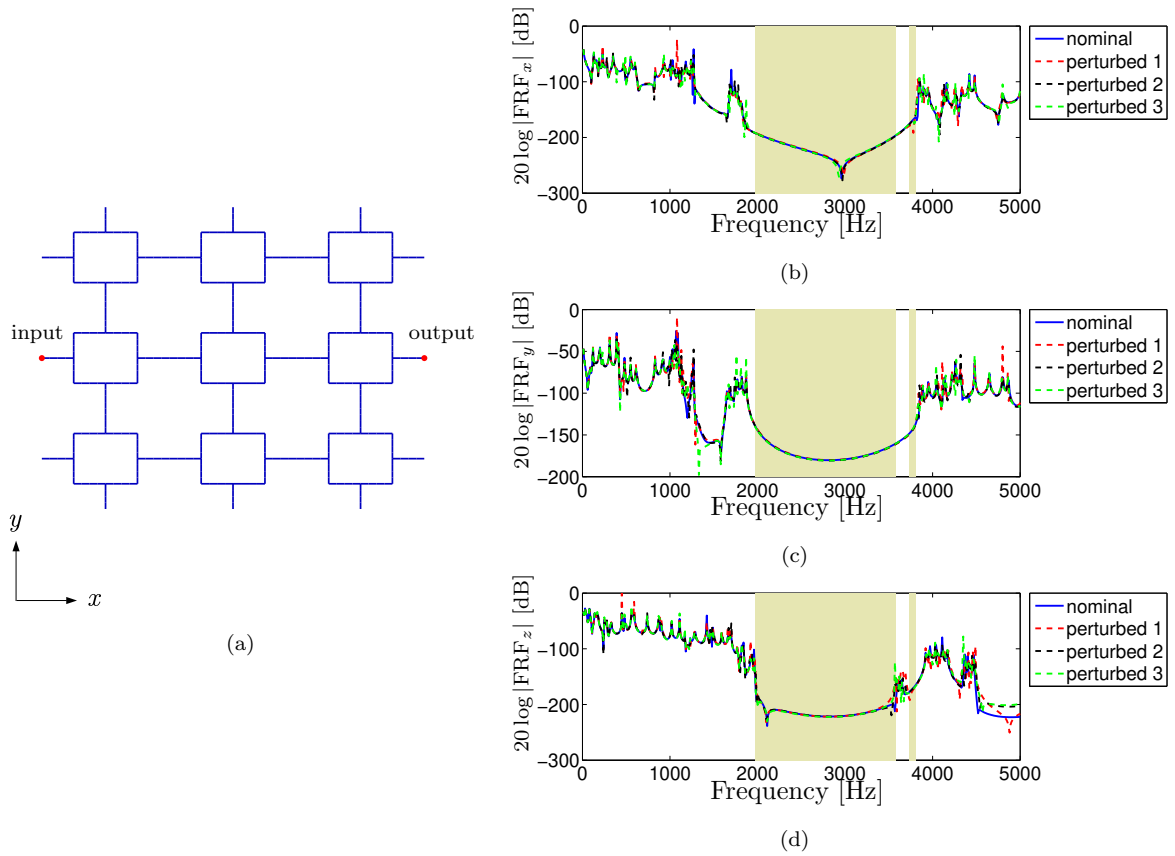 input
output
y
x
(a)
20 log |FRFx| [dB]
0
−100
−200
−300
0 1000 2000 3000 4000 5000
Frequency [Hz]
nominal
perturbed 1
perturbed 2
perturbed 3
(b)
20 log |FRFy| [dB]
0
−50
−100
−150
−200
0 1000 2000 3000 4000 5000
Frequency [Hz]
nominal
perturbed 1
perturbed 2
perturbed 3
(c)
20 log |FRFz| [dB]
0
−100
−200
−300
0 1000 2000 3000 4000 5000
Frequency [Hz]
nominal
perturbed 1
perturbed 2
perturbed 3
(d)